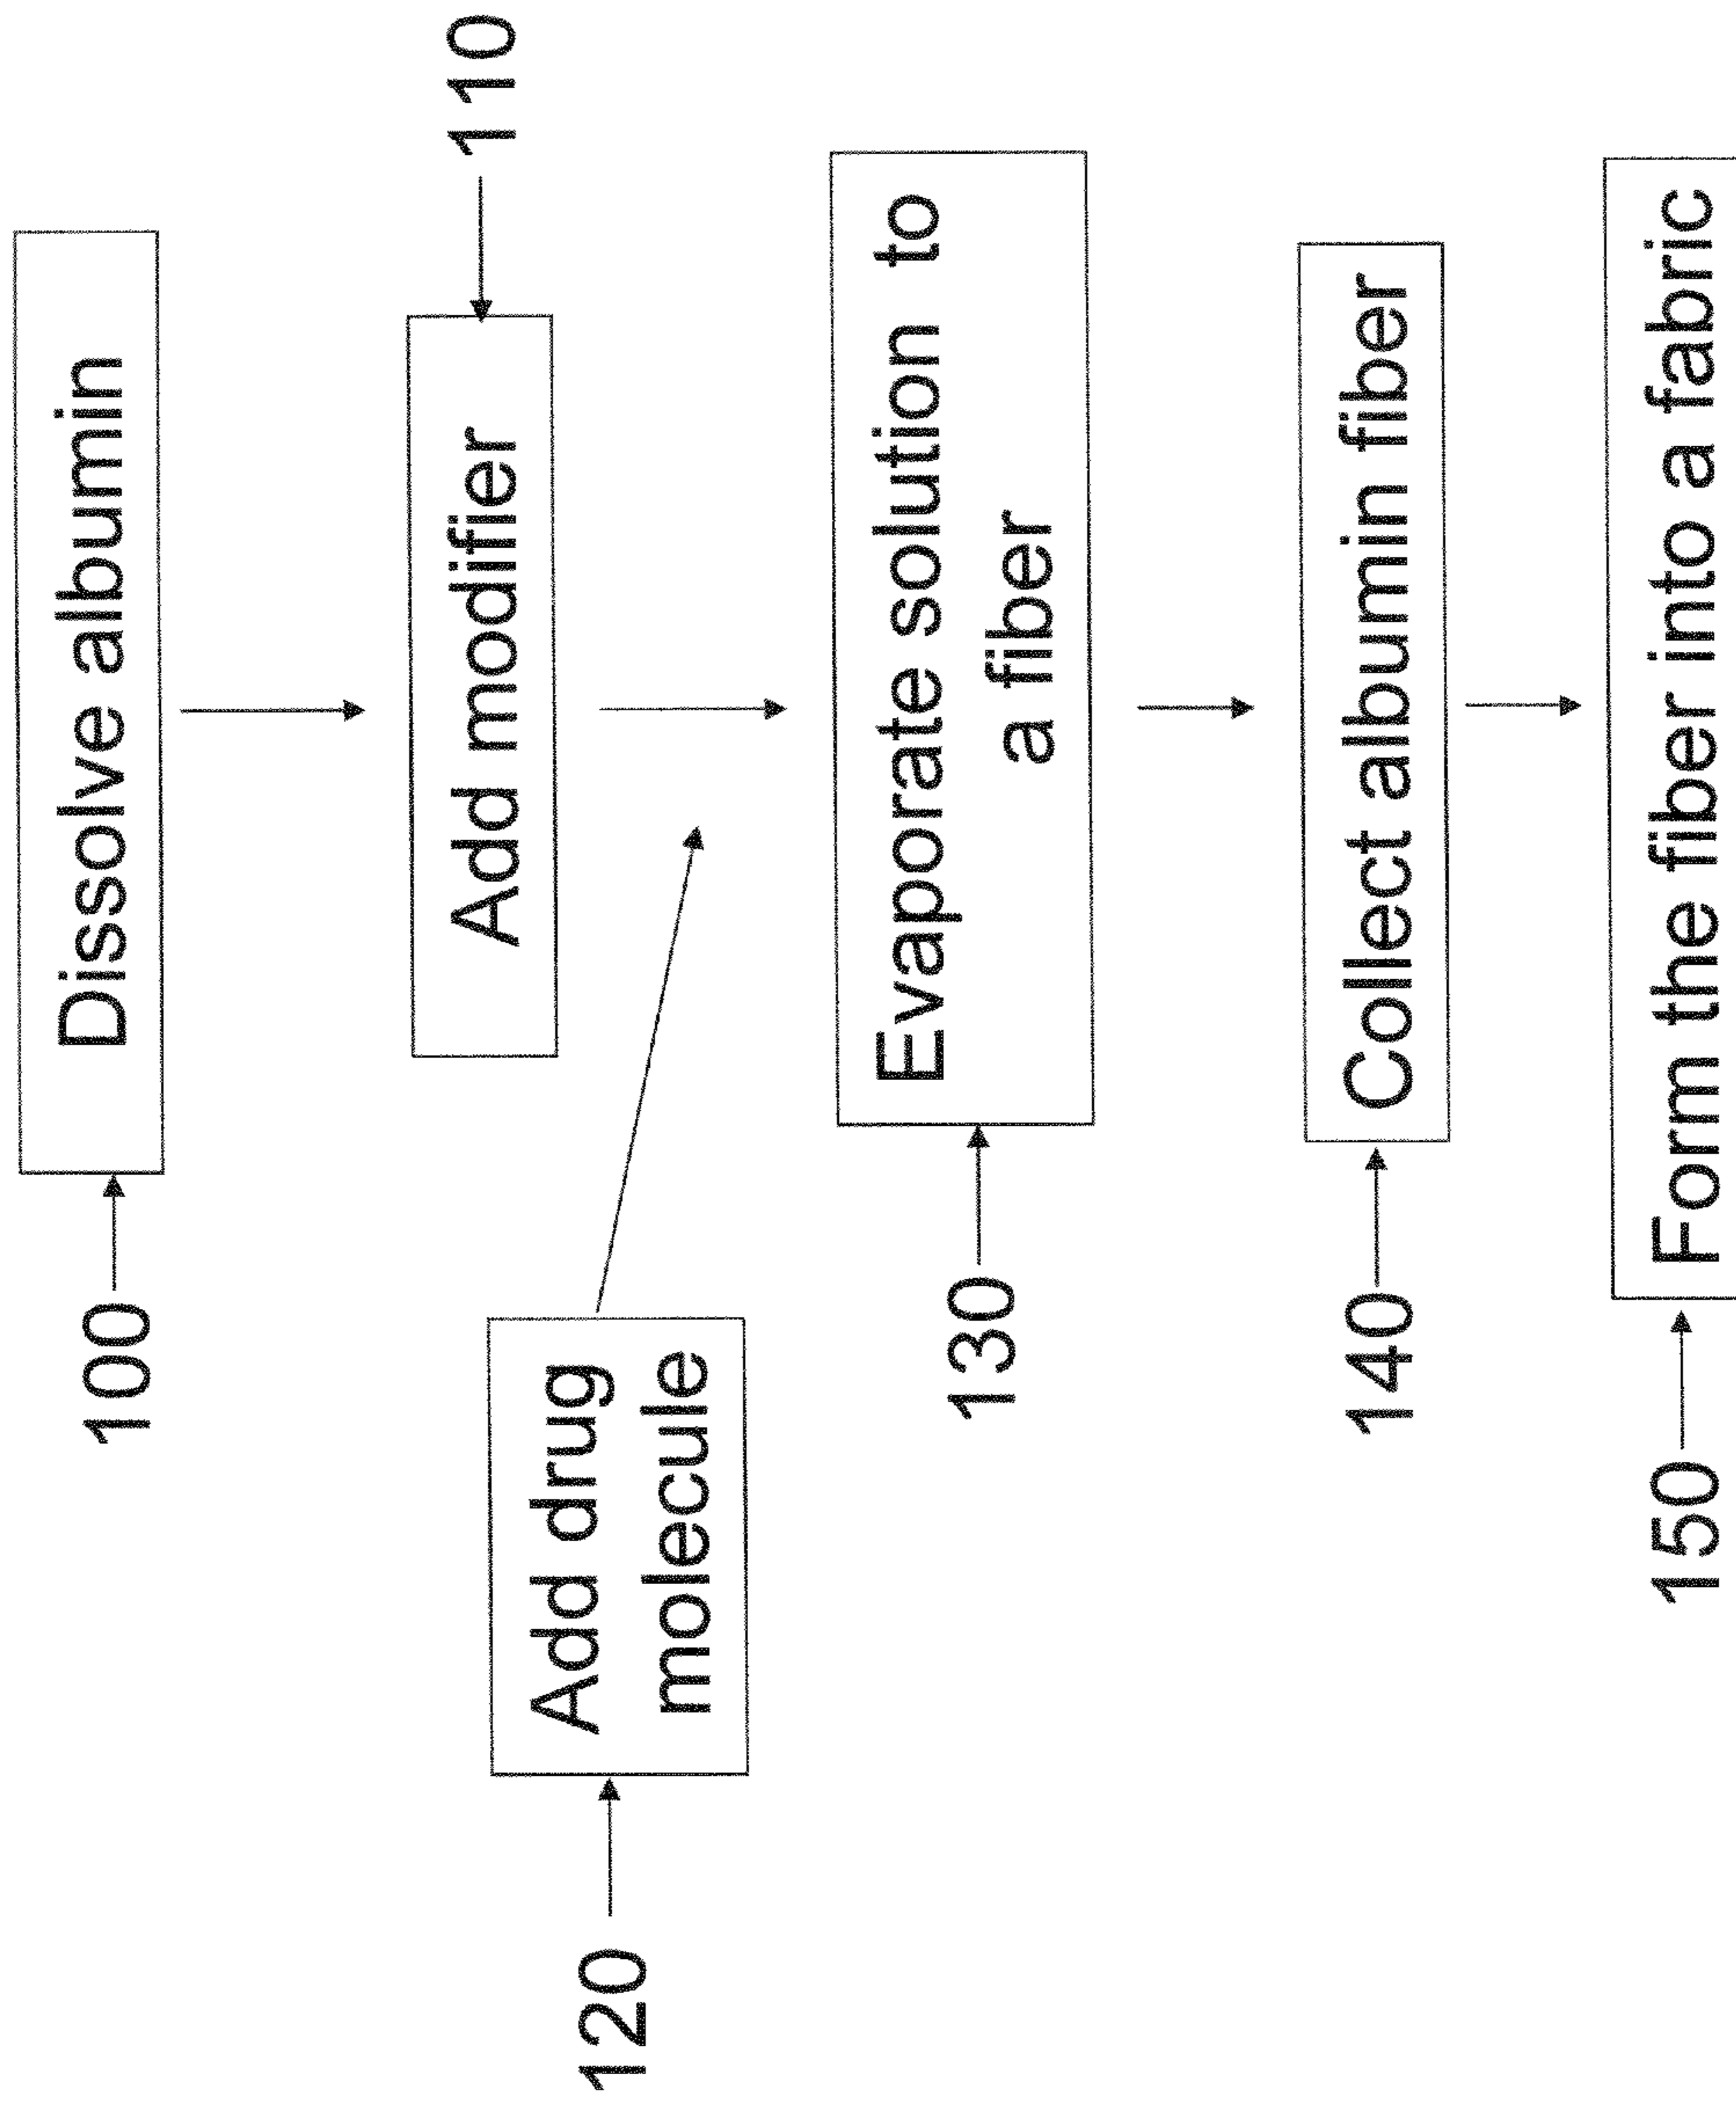 100
Dissolve albumin
Add modifier
110
120
Add drug
molecule
130
Evaporate solution to
a fiber
140
Collect albumin fiber
150
Form the fiber into a fabric